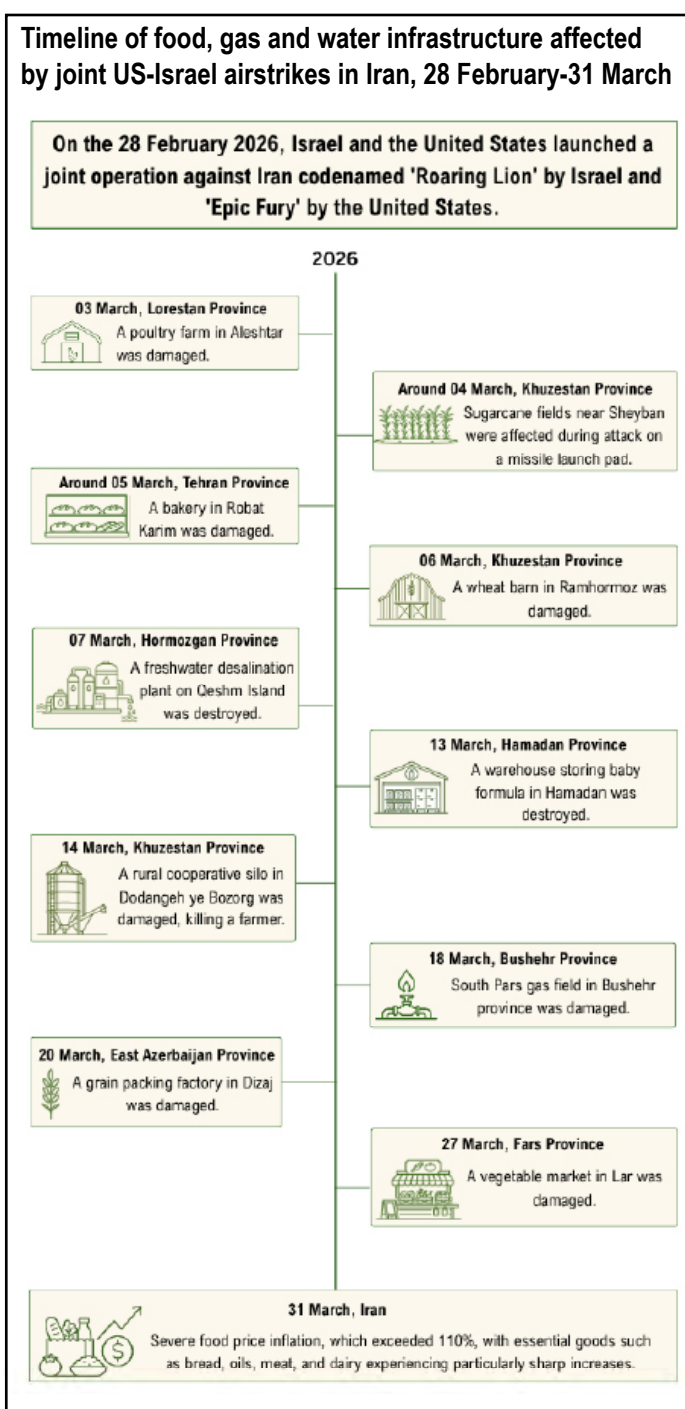 Timeline of food, gas and water infrastructure affected
by joint US-Israel airstrikes in Iran, 28 February-31 March
On the 28 February 2026, Israel and the United States launched a
joint operation against Iran codenamed 'Roaring Lion' by Israel and
'Epic Fury' by the United States.
2026
03 March, Lorestan Province
A poultry farm in Aleshtar
was damaged.
Around 04 March, Khuzestan Province
Sugarcane fields near Sheyban
were affected during attack on
a missile launch pad.
Around 05 March, Tehran Province
A bakery in Robat
Karim was damaged.
06 March, Khuzestan Province
A wheat barn in Ramhormoz was
damaged.
07 March, Hormozgan Province
A freshwater desalination
plant on Qeshm Island
was destroyed.
13 March, Hamadan Province
A warehouse storing baby
formula in Hamadan was
destroyed.
14 March, Khuzestan Province
A rural cooperative silo in
Dodangeh ye Bozorg was
damaged, killing a farmer.
18 March, Bushehr Province
South Pars gas field in Bushehr
province was damaged.
20 March, East Azerbaijan Province
A grain packing factory in Dizaj
was damaged.
27 March, Fars Province
A vegetable market in Lar was
damaged.
31 March, Iran
Severe food price inflation, which exceeded 110%, with essential goods such
as bread, oils, meat, and dairy experiencing particularly sharp increases.